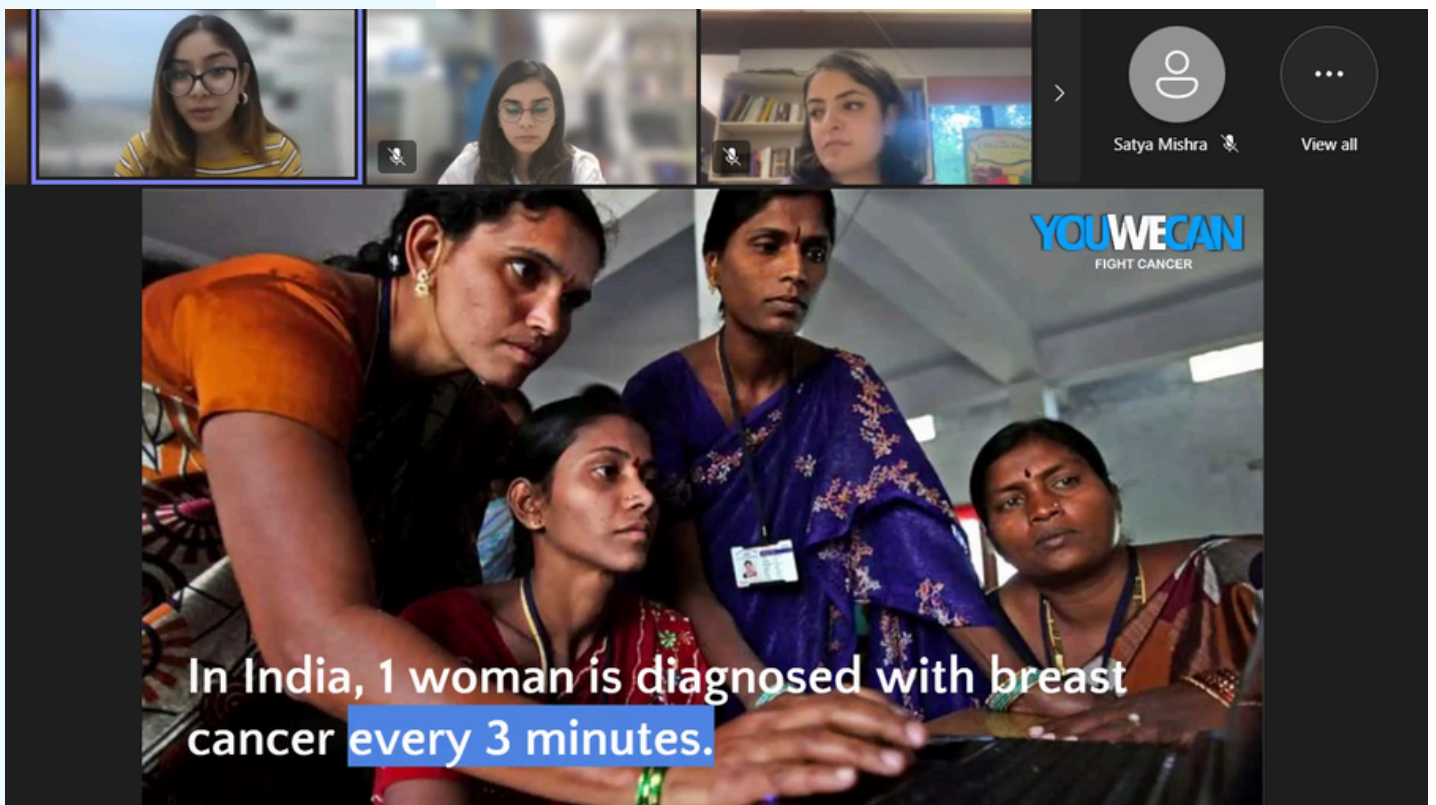 Satya Mishra
View all
YOUWECAN
FIGHT CANCER
In India, 1 woman is diagnosed with breast
cancer every 3 minutes.